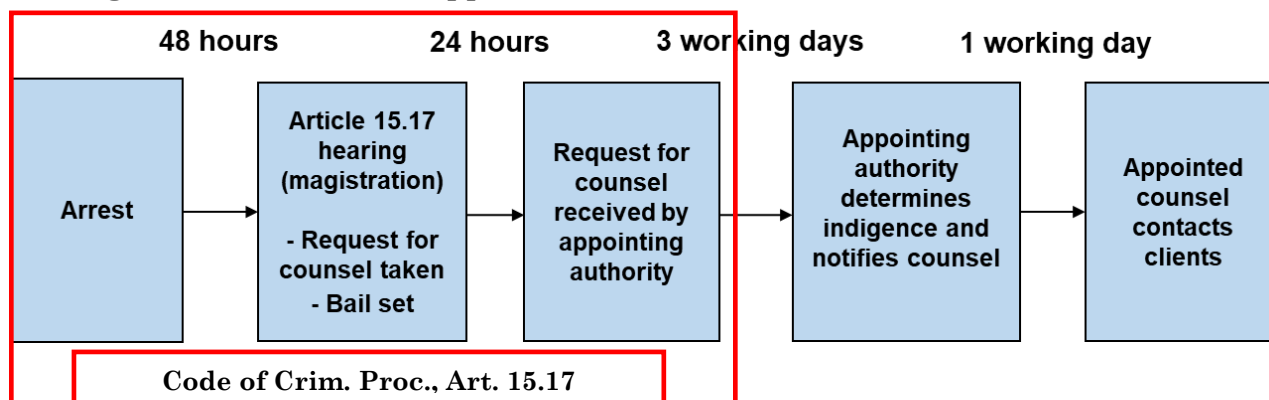 48 hours
24 hours
3 working days
1 working day
Arrest
Article 15.17
hearing
(magistration)
- Request for
counsel taken
- Bail set
Request for
counsel
received by
appointing
authority
Appointing
authority
determines
indigence and
notifies counsel
Appointed
counsel
contacts
clients
Code of Crim. Proc., Art. 15.17